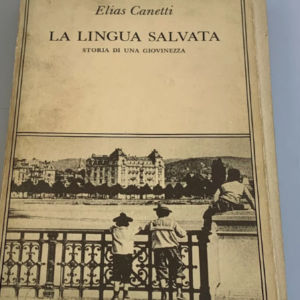 Elias Canetti
LA LINGUA SALVATA
STORIA DI UNA GIOVINEZZA